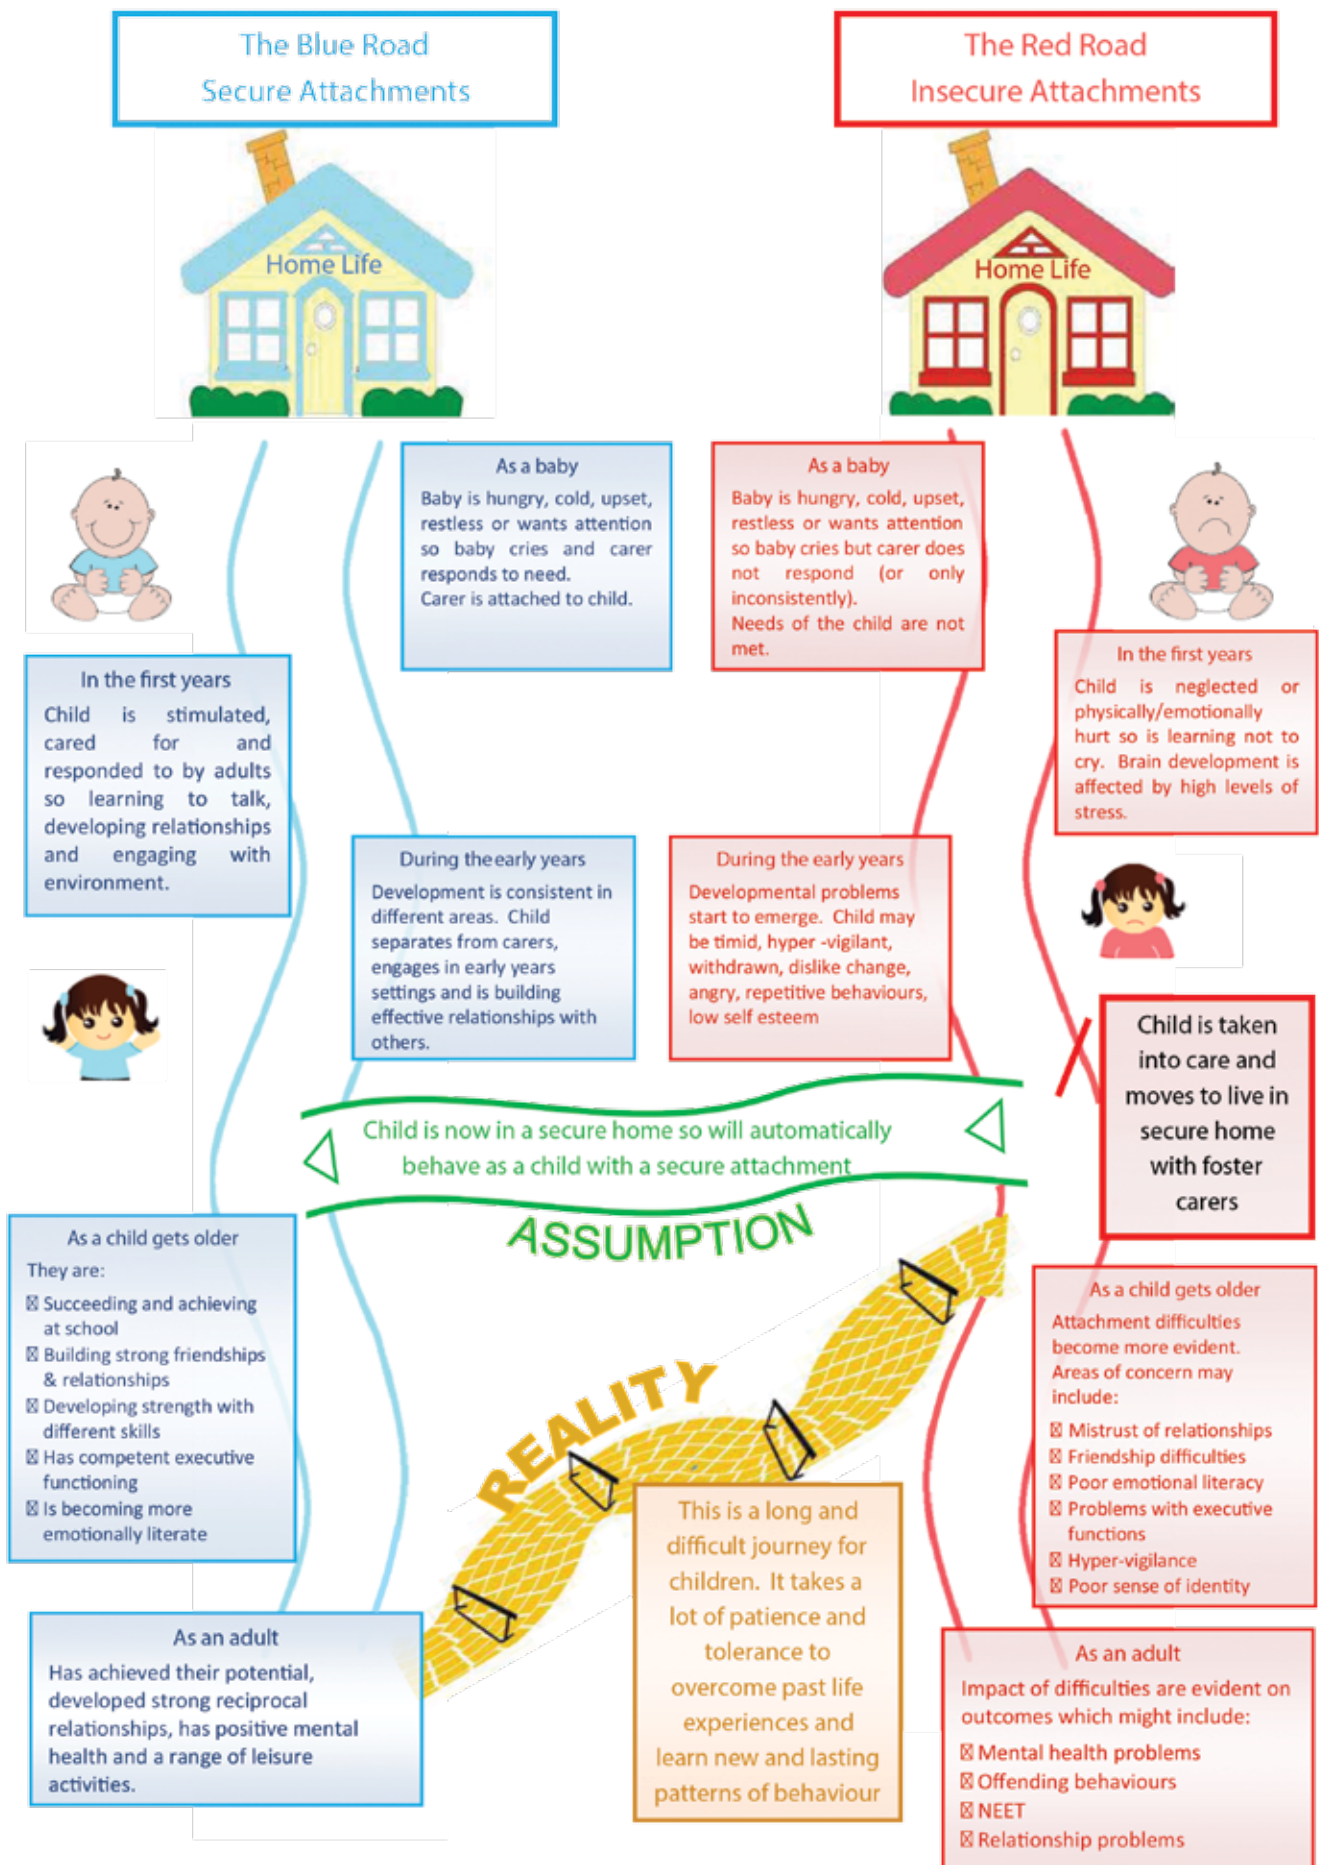 The Blue Road
Secure Attachments
The Red Road
Insecure Attachments
Home Life
Home Life
As a baby
Baby is hungry, cold, upset,
restless or wants attention
so baby cries and carer
responds to need.
Carer is attached to child.
As a baby
Baby is hungry, cold, upset,
restless or wants attention
so baby cries but carer does
not respond (or only
inconsistently).
Needs of the child are not
met.
In the first years
Child is stimulated,
cared for and
responded to by adults
so learning to talk,
developing relationships
and engaging with
environment.
In the first years
Child is neglected or
physically/emotionally
hurt so is learning not to
cry. Brain development is
affected by high levels of
stress.
During the early years
Development is consistent in
different areas. Child
separates from carers,
engages in early years
settings and is building
effective relationships with
others.
During the early years
Developmental problems
start to emerge. Child may
be timid, hyper -vigilant,
withdrawn, dislike change,
angry, repetitive behaviours,
low self esteem
Child is taken
into care and
moves to live in
secure home
with foster
carers
Child is now in a secure home so will automatically
behave as a child with a secure attachment
ASSUMPTION
As a child gets older
They are:
Succeeding and achieving
at school
Building strong friendships
& relationships
Developing strength with
different skills
Has competent executive
functioning
Is becoming more
emotionally literate
As a child gets older
Attachment difficulties
become more evident.
Areas of concern may
include:
Mistrust of relationships
Friendship difficulties
Poor emotional literacy
Problems with executive
functions
Hyper-vigilance
Poor sense of identity
REALITY
This is a long and
difficult journey for
children. It takes a
lot of patience and
tolerance to
overcome past life
experiences and
learn new and lasting
patterns of behaviour
As an adult
Has achieved their potential,
developed strong reciprocal
relationships, has positive mental
health and a range of leisure
activities.
As an adult
Impact of difficulties are evident on
outcomes which might include:
Mental health problems
Offending behaviours
NEET
Relationship problems